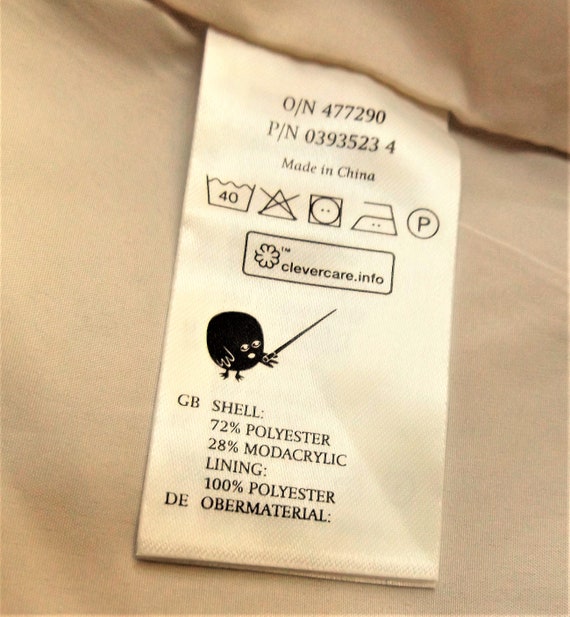 O/N 477290
P/N 0393523 4
Made in China
40
P
™
clevercare.info
GB SHELL:
72% POLYESTER
28% MODACRYLIC
LINING:
100% POLYESTER
DE OBERMATERIAL: